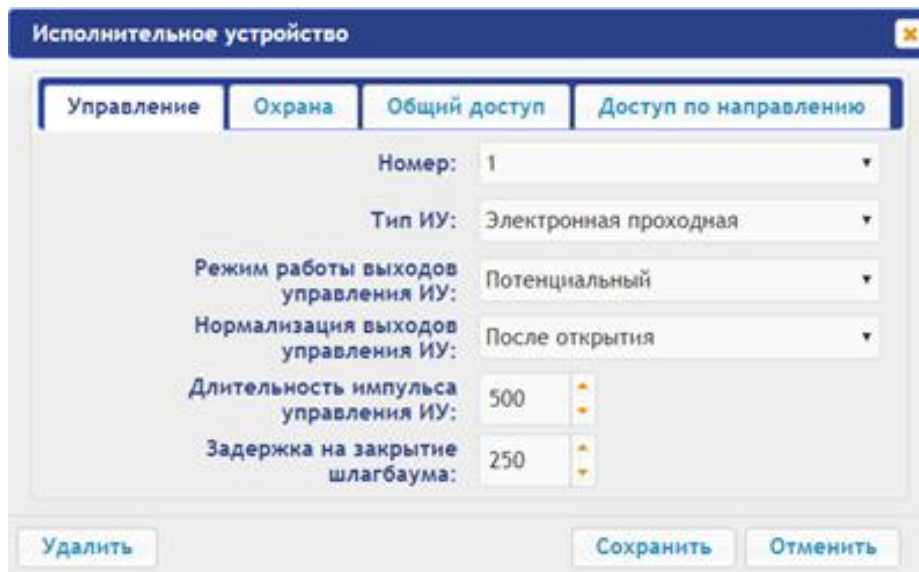 Исполнительное устройство
Управление
Охрана
Общий доступ
Доступ по направлению
Номер: 1
Тип ИУ: Электронная проходная
Режим работы выходов
управления ИУ: Потенциальный
Нормализация выходов
управления ИУ: После открытия
Длительность импульса
управления ИУ: 500
Задержка на закрытие
шлагбаума: 250
Удалить
Сохранить
Отменить